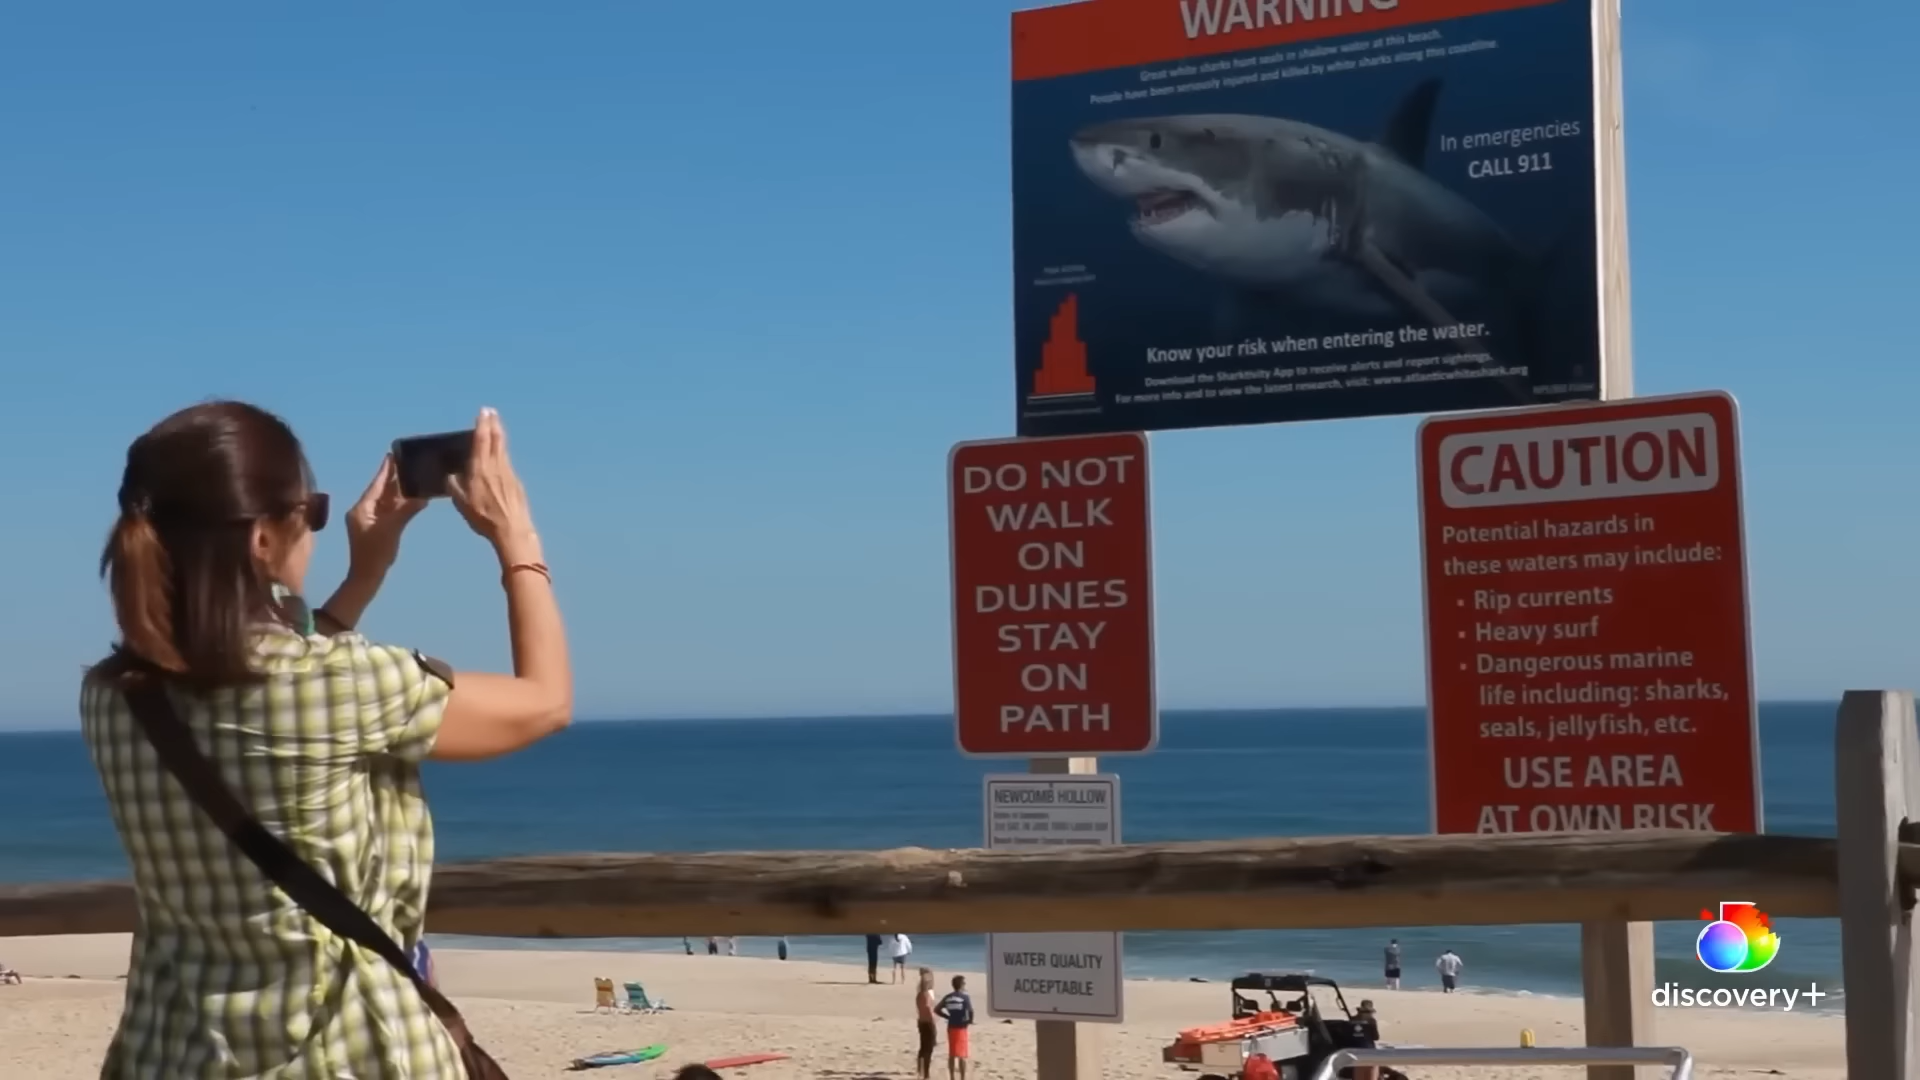 WARNING
Great white sharks hunt seals in shallow water at this beach.
People have been seriously injured and killed by white sharks along this coastline.
In emergencies
CALL 911
Know your risk when entering the water.
Download the Sharktivity App to receive alerts and report sightings.
For more info and to view the latest research, visit: www.atlanticwhiteshark.org
DO NOT
WALK
ON
DUNES
STAY
ON
PATH
CAUTION
Potential hazards in
these waters may include:
▪ Rip currents
▪ Heavy surf
▪ Dangerous marine
life including: sharks,
seals, jellyfish, etc.
USE AREA
AT OWN RISK
NEWCOMB HOLLOW
WATER QUALITY
ACCEPTABLE
discovery+